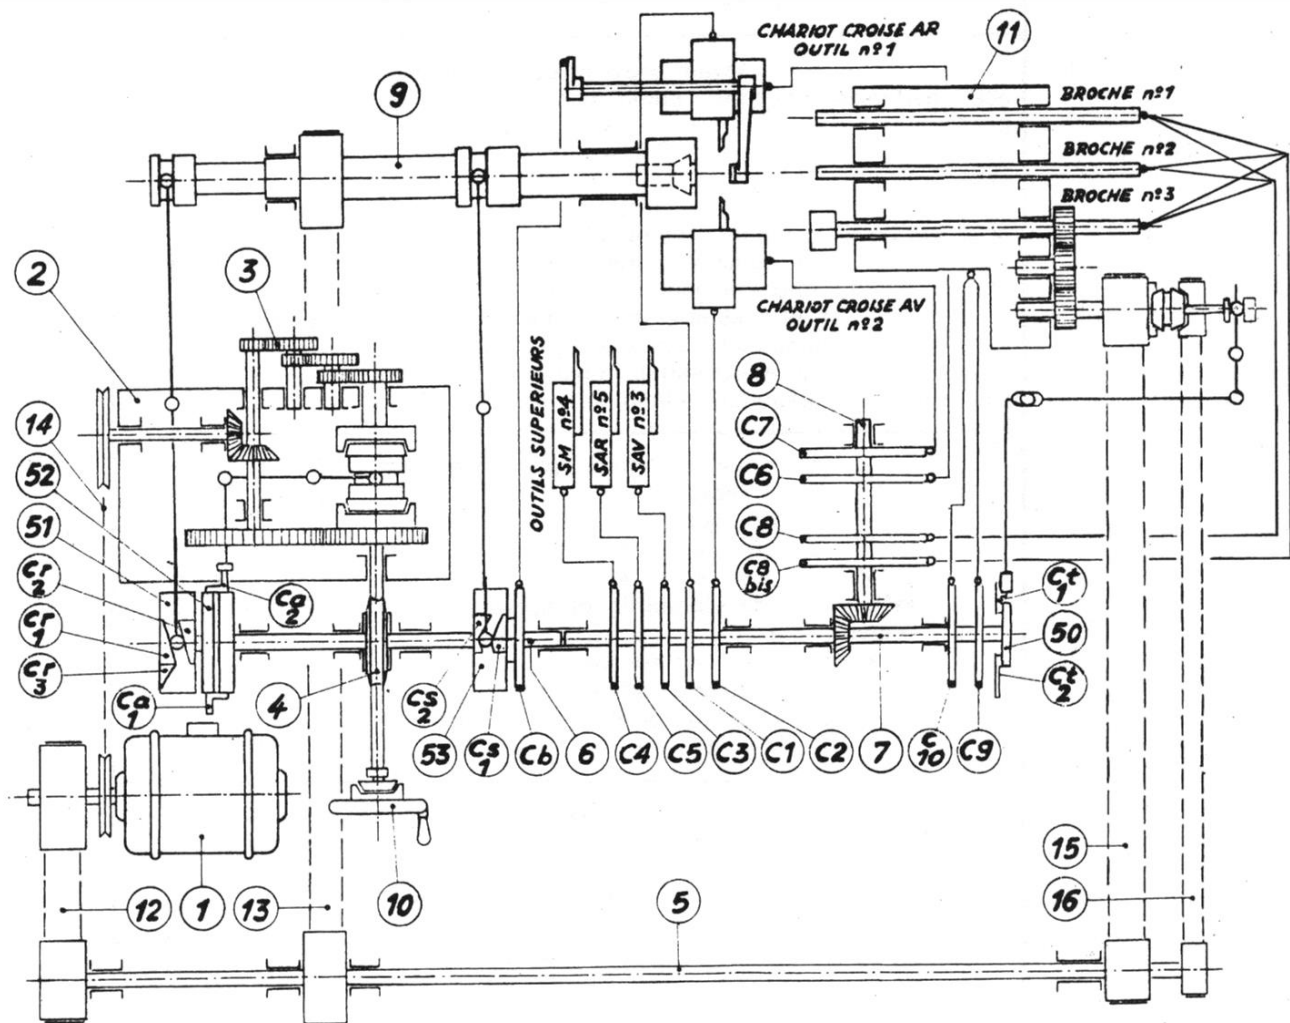 CHARIOT CROISE AR
OUTIL nº1
11
9
BROCHE nº1
BROCHE nº2
BROCHE nº3
2
3
CHARIOT CROISE AV
OUTIL nº2
OUTILS SUPERIEURS
SM nº4
SAR nº5
SAV nº3
8
C7
C6
C8
C8 bis
14
52
51
Cr 2
Cr 1
Cr 3
Ca 2
Ca 1
4
Cs 2
53
Cs 1
Cb
6
C4
C5
C3
C1
C2
7
C 10
C9
Ct 1
50
Ct 2
12
1
13
10
5
15
16